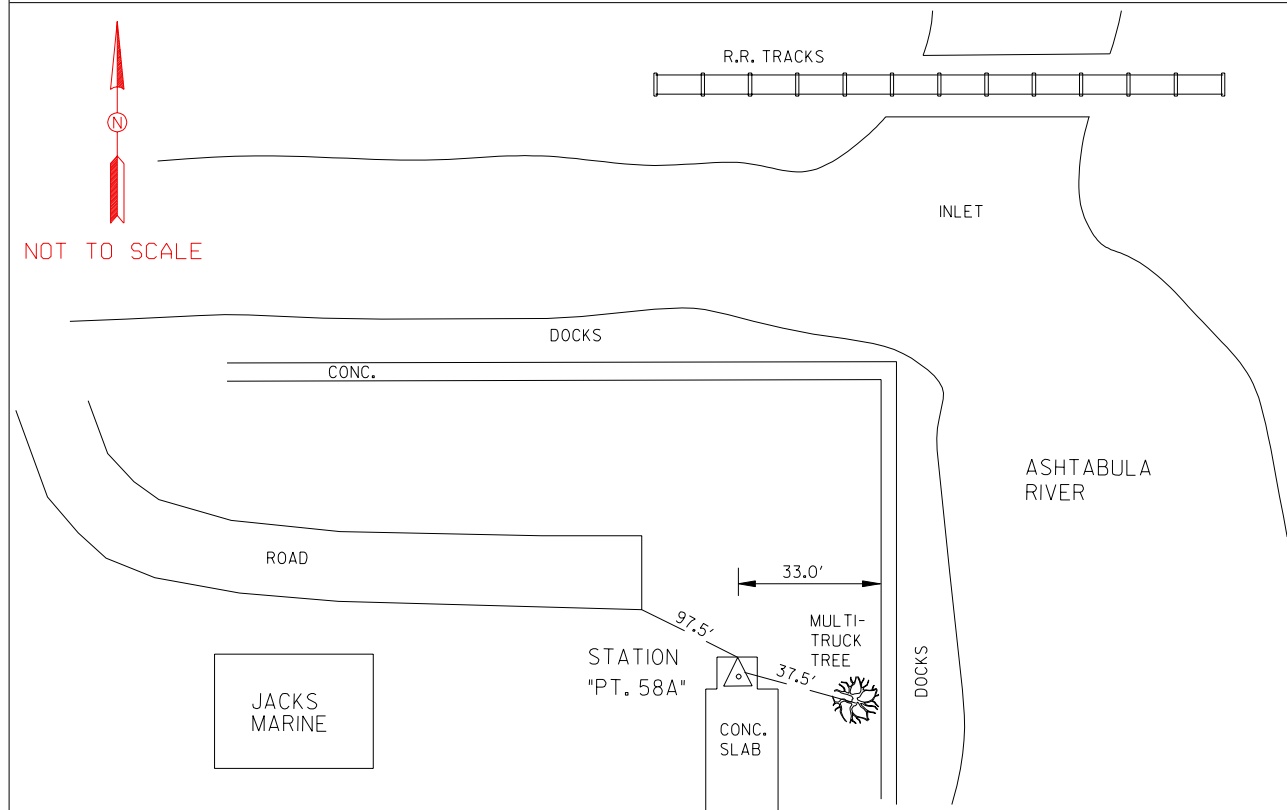 R.R. TRACKS
N
INLET
NOT TO SCALE
DOCKS
CONC.
ASHTABULA
RIVER
ROAD
33.0'
97.5'
MULTI-
TRUCK
TREE
STATION
"PT. 58A"
37.5'
DOCKS
JACKS
MARINE
CONC.
SLAB